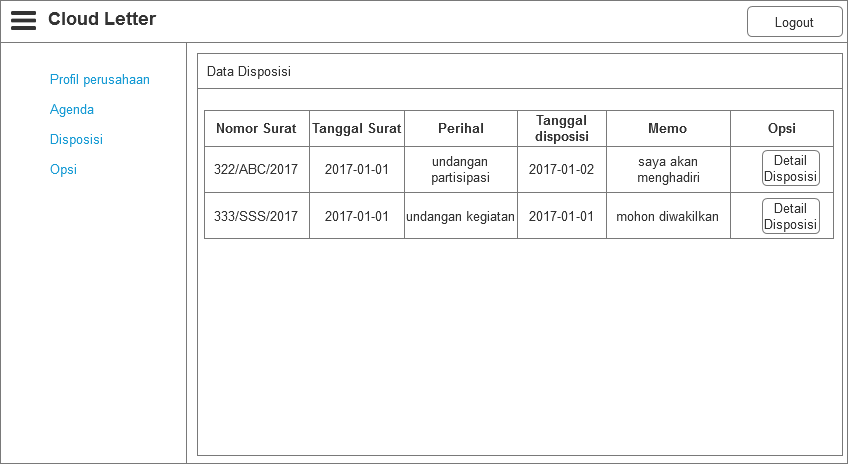 Cloud Letter
Logout
Profil perusahaan
Agenda
Disposisi
Opsi
Data Disposisi
Nomor Surat Tanggal Surat Perihal Tanggal disposisi Memo Opsi
322/ABC/2017 2017-01-01 undangan partisipasi 2017-01-02 saya akan menghadiri Detail Disposisi
333/SSS/2017 2017-01-01 undangan kegiatan 2017-01-01 mohon diwakilkan Detail Disposisi